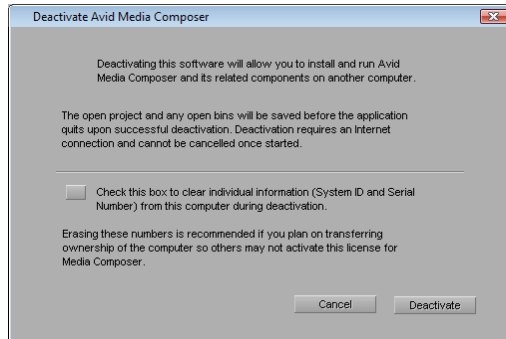 Deactivate Avid Media Composer
Deactivating this software will allow you to install and run Avid
Media Composer and its related components on another computer.
The open project and any open bins will be saved before the application
quits upon successful deactivation. Deactivation requires an Internet
connection and cannot be cancelled once started.
Check this box to clear individual information (System ID and Serial
Number) from this computer during deactivation.
Erasing these numbers is recommended if you plan on transferring
ownership of the computer so others may not activate this license for
Media Composer.
Cancel
Deactivate